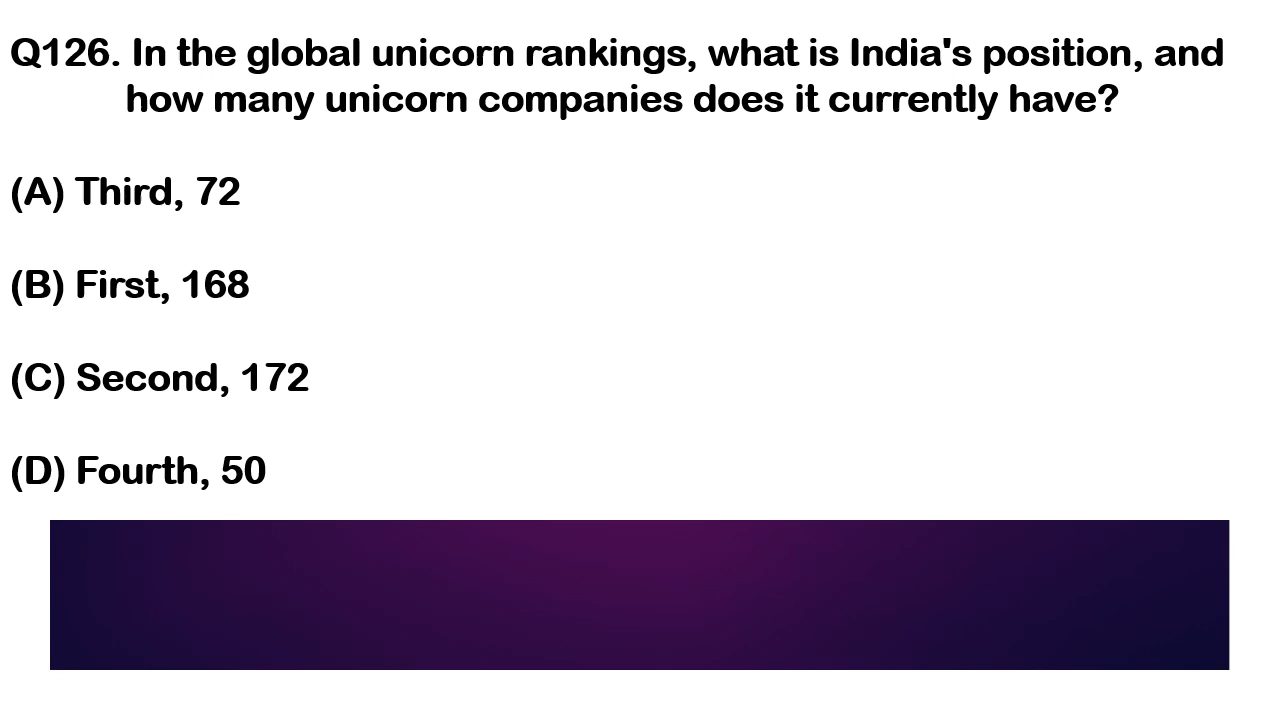 Q126. In the global unicorn rankings, what is India's position, and
how many unicorn companies does it currently have?
(A) Third, 72
(B) First, 168
(C) Second, 172
(D) Fourth, 50